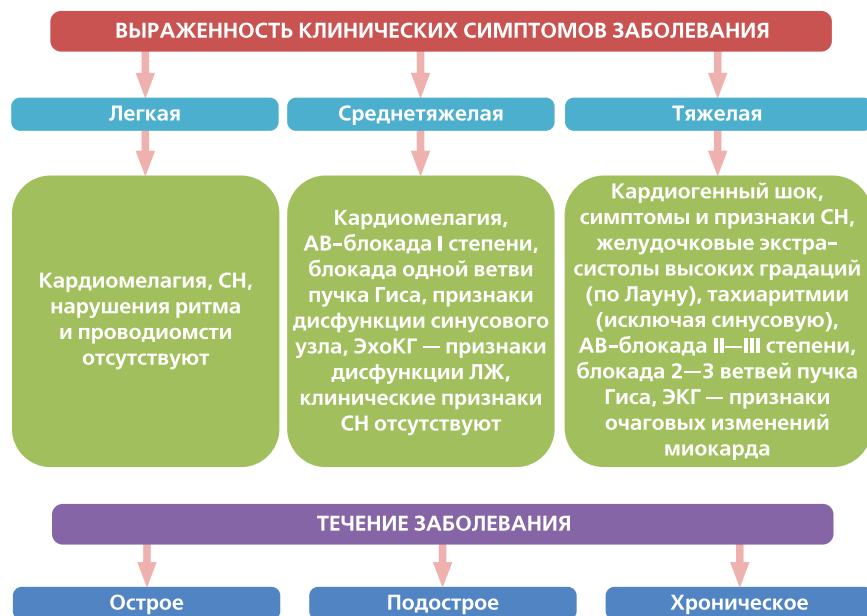 ВЫРАЖЕННОСТЬ КЛИНИЧЕСКИХ СИМПТОМОВ ЗАБОЛЕВАНИЯ
Легкая
Среднетяжелая
Тяжелая
Кардиомелагия, СН,
нарушения ритма
и проводиомсти
отсутствуют
Кардиомелагия,
АВ-блокада I степени,
блокада одной ветви
пучка Гиса, признаки
дисфункции синусового
узла, ЭхоКГ — признаки
дисфункции ЛЖ,
клинические признаки
СН отсутствуют
Кардиогенный шок,
симптомы и признаки СН,
желудочковые экстра-
систолы высоких градаций
(по Лауну), тахиаритмии
(исключая синусовую),
АВ-блокада II—III степени,
блокада 2—3 ветвей пучка
Гиса, ЭКГ — признаки
очаговых изменений
миокарда
ТЕЧЕНИЕ ЗАБОЛЕВАНИЯ
Острое
Подострое
Хроническое